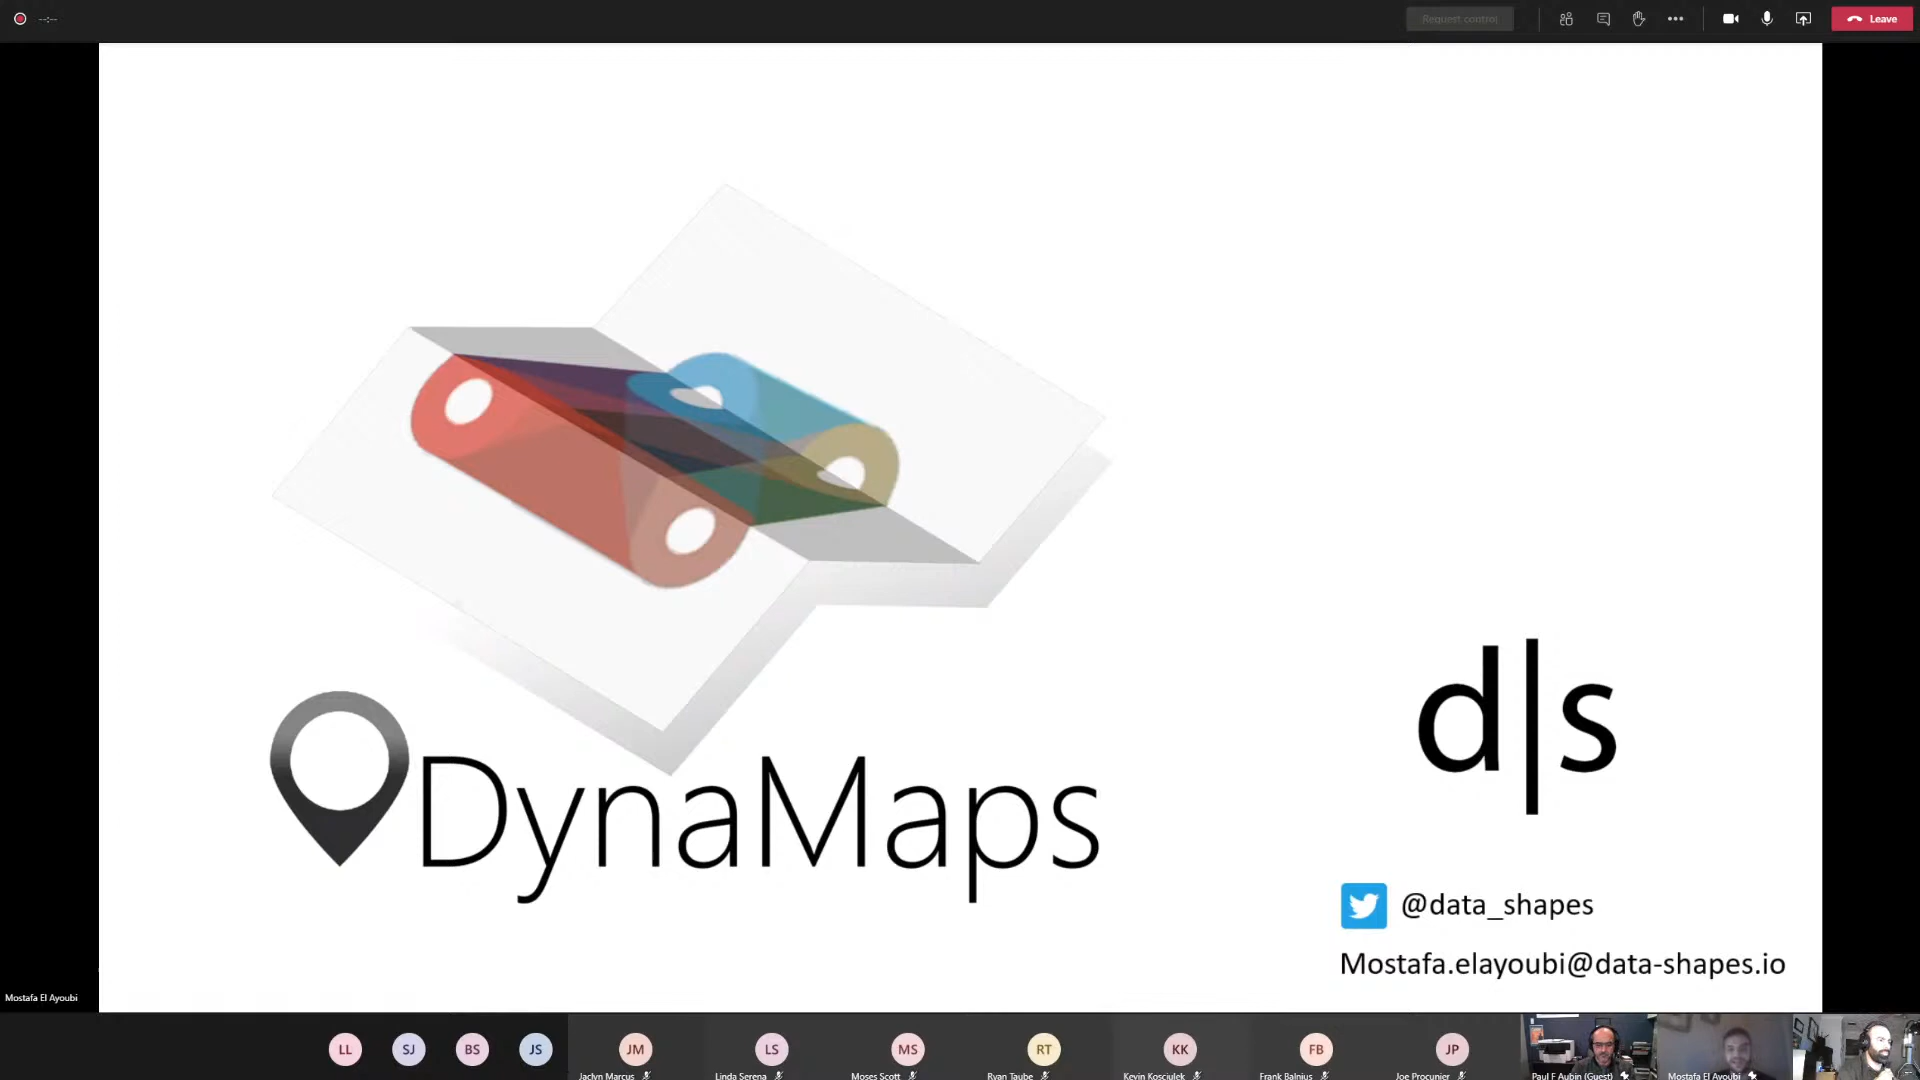 --:--
Request control
Leave
DynaMaps
d|s
@data_shapes
Mostafa.elayoubi@data-shapes.io
Mostafa El Ayoubi
LL
SJ
BS
JS
JM
LS
MS
RT
KK
FB
JP
Jaclyn Marcus
Linda Serena
Moses Scott
Ryan Taube
Kevin Kosciulek
Frank Balnius
Joe Procunier
Paul F Aubin (Guest)
Mostafa El Ayoubi